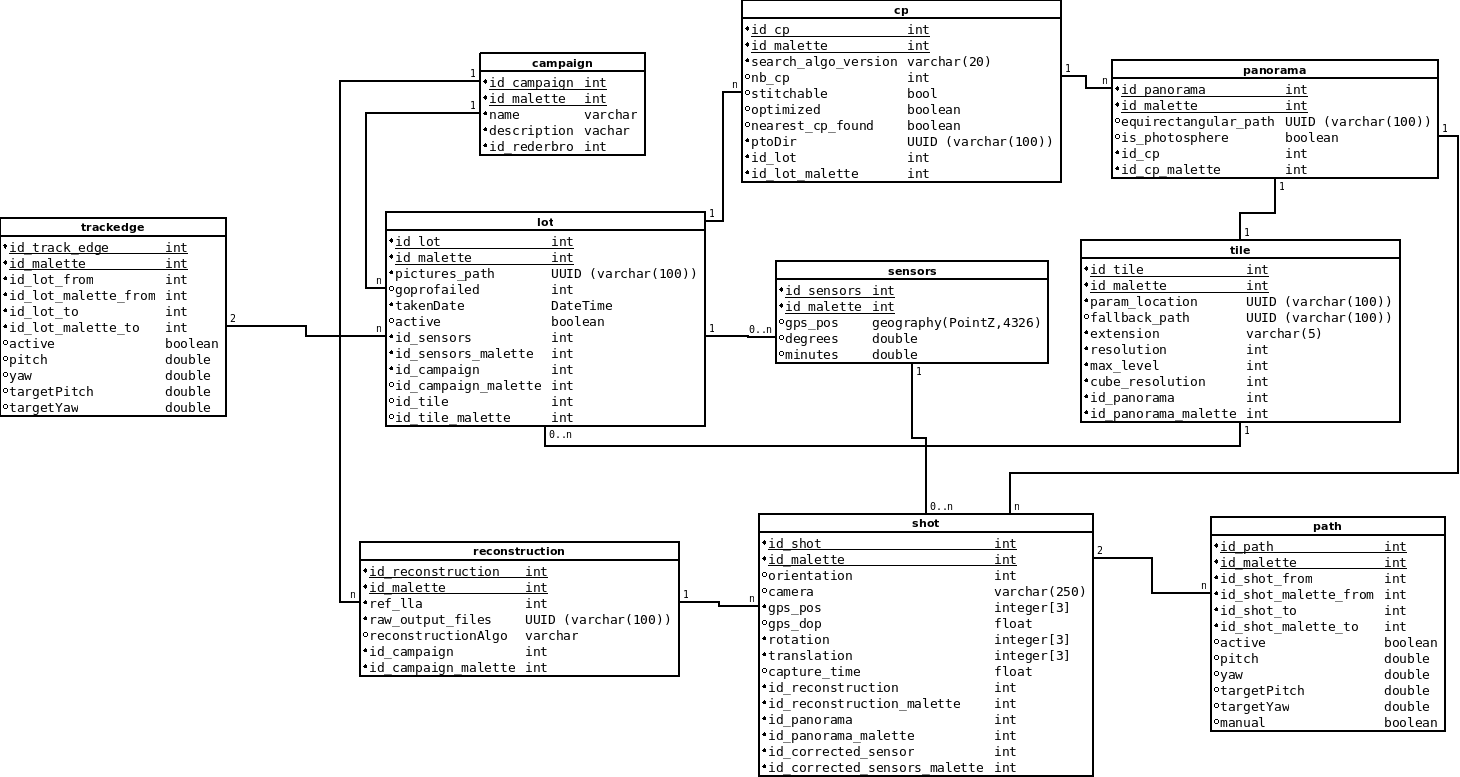 cp
id_cp int
id_malette int
search_algo_version varchar(20)
nb_cp int
stitchable bool
optimized boolean
nearest_cp_found boolean
ptoDir UUID (varchar(100))
id_lot int
id_lot_malette int
campaign
id_campaign int
id_malette int
name varchar
description vachar
id_rederbro int
panorama
id_panorama int
id_malette int
equirectangular_path UUID (varchar(100))
is_photosphere boolean
id_cp int
id_cp_malette int
trackedge
id_track_edge int
id_malette int
id_lot_from int
id_lot_malette_from int
id_lot_to int
id_lot_malette_to int
active boolean
pitch double
yaw double
targetPitch double
targetYaw double
lot
id_lot int
id_malette int
pictures_path UUID (varchar(100))
goprofailed int
takenDate DateTime
active boolean
id_sensors int
id_sensors_malette int
id_campaign int
id_campaign_malette int
id_tile int
id_tile_malette int
sensors
id_sensors int
id_malette int
gps_pos geography(PointZ,4326)
degrees double
minutes double
tile
id_tile int
id_malette int
param_location UUID (varchar(100))
fallback_path UUID (varchar(100))
extension varchar(5)
resolution int
max_level int
cube_resolution int
id_panorama int
id_panorama_malette int
reconstruction
id_reconstruction int
id_malette int
ref_lla int
raw_output_files UUID (varchar(100))
reconstructionAlgo varchar
id_campaign int
id_campaign_malette int
shot
id_shot int
id_malette int
orientation int
camera varchar(250)
gps_pos integer[3]
gps_dop float
rotation integer[3]
translation integer[3]
capture_time float
id_reconstruction int
id_reconstruction_malette int
id_panorama int
id_panorama_malette int
id_corrected_sensor int
id_corrected_sensors_malette int
path
id_path int
id_malette int
id_shot_from int
id_shot_malette_from int
id_shot_to int
id_shot_malette_to int
active boolean
pitch double
yaw double
targetPitch double
targetYaw double
manual boolean
1
1
n
1
n
1
1
n
1
1
2
n
1
0..n
1
0..n
1
0..n
n
n
1
n
2
n